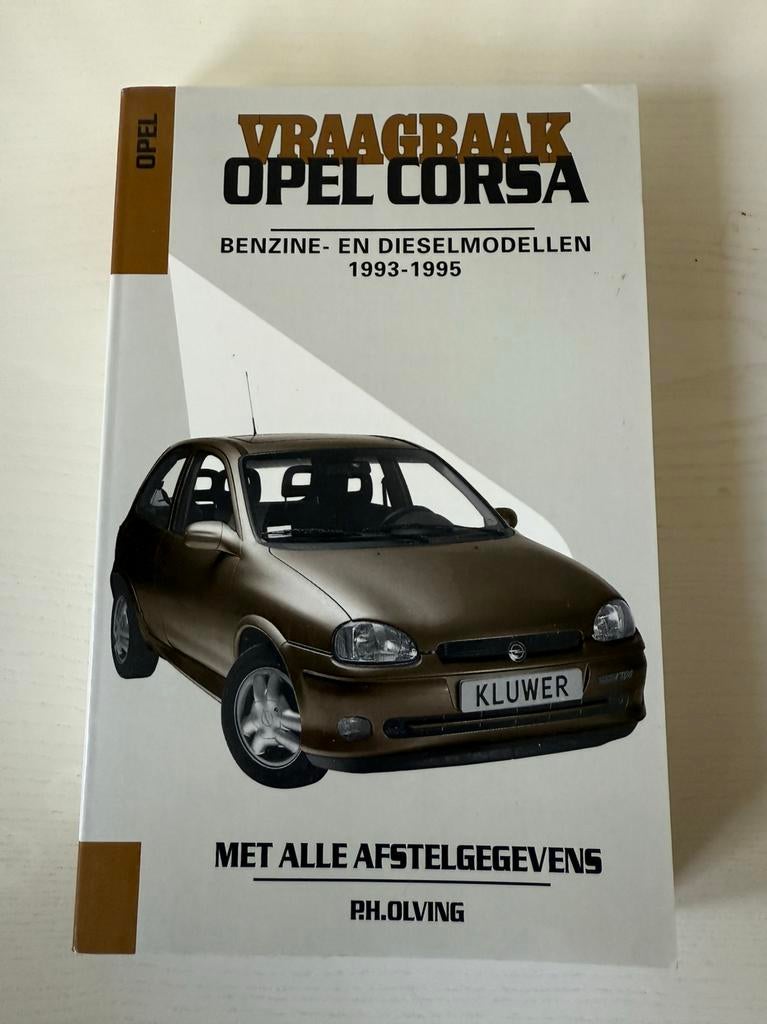 OPEL
VRAAGBAAK
OPEL CORSA
BENZINE- EN DIESELMODELLEN
1993-1995
KLUWER
MET ALLE AFSTELGEGEVENS
P.H.OLVING